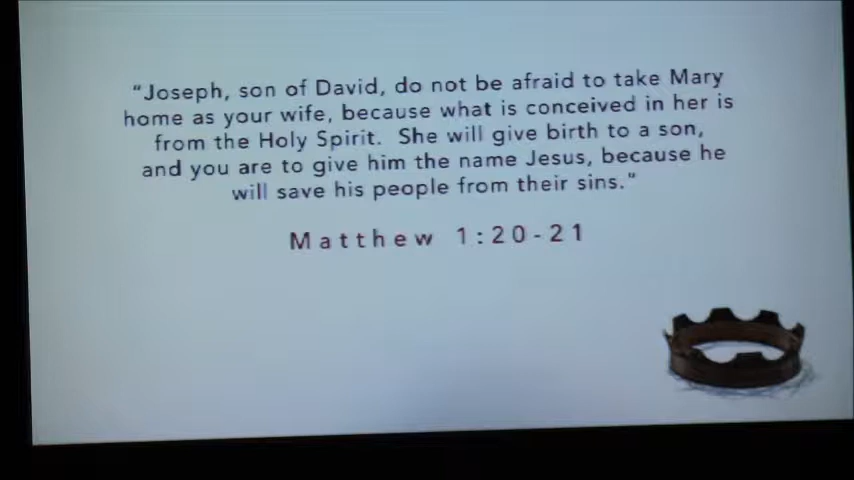 “Joseph, son of David, do not be afraid to take Mary
home as your wife, because what is conceived in her is
from the Holy Spirit. She will give birth to a son,
and you are to give him the name Jesus, because he
will save his people from their sins.”
Matthew 1:20-21